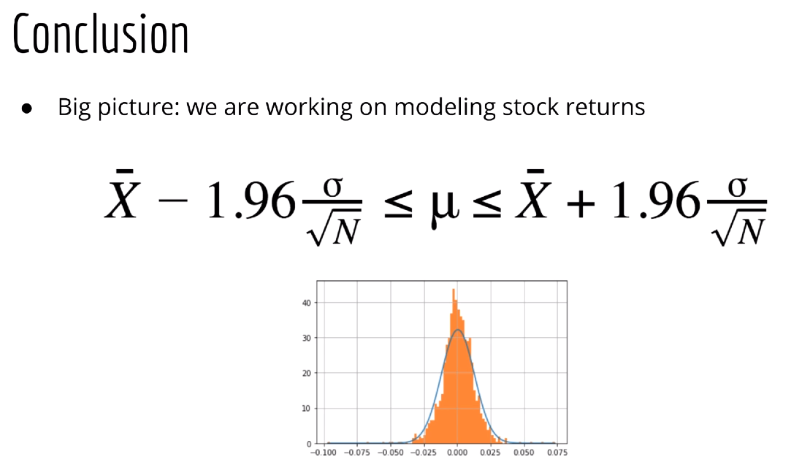 Conclusion
● Big picture: we are working on modeling stock returns
X̄ − 1.96 σ/√N ≤ μ ≤ X̄ + 1.96 σ/√N
40
30
20
10
0
−0.100 −0.075 −0.050 −0.025 0.000 0.025 0.050 0.075